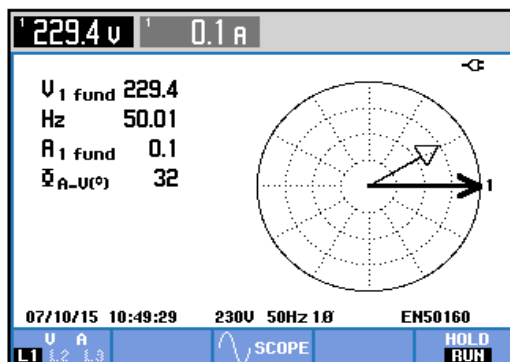 1 229.4 V 1 0.1 A
V1 fund 229.4
Hz 50.01
A1 fund 0.1
ΦA-V(°) 32
1
07/10/15 10:49:29 230V 50Hz 1Ø EN50160
V A
L1 L2 L3
SCOPE
HOLD
RUN